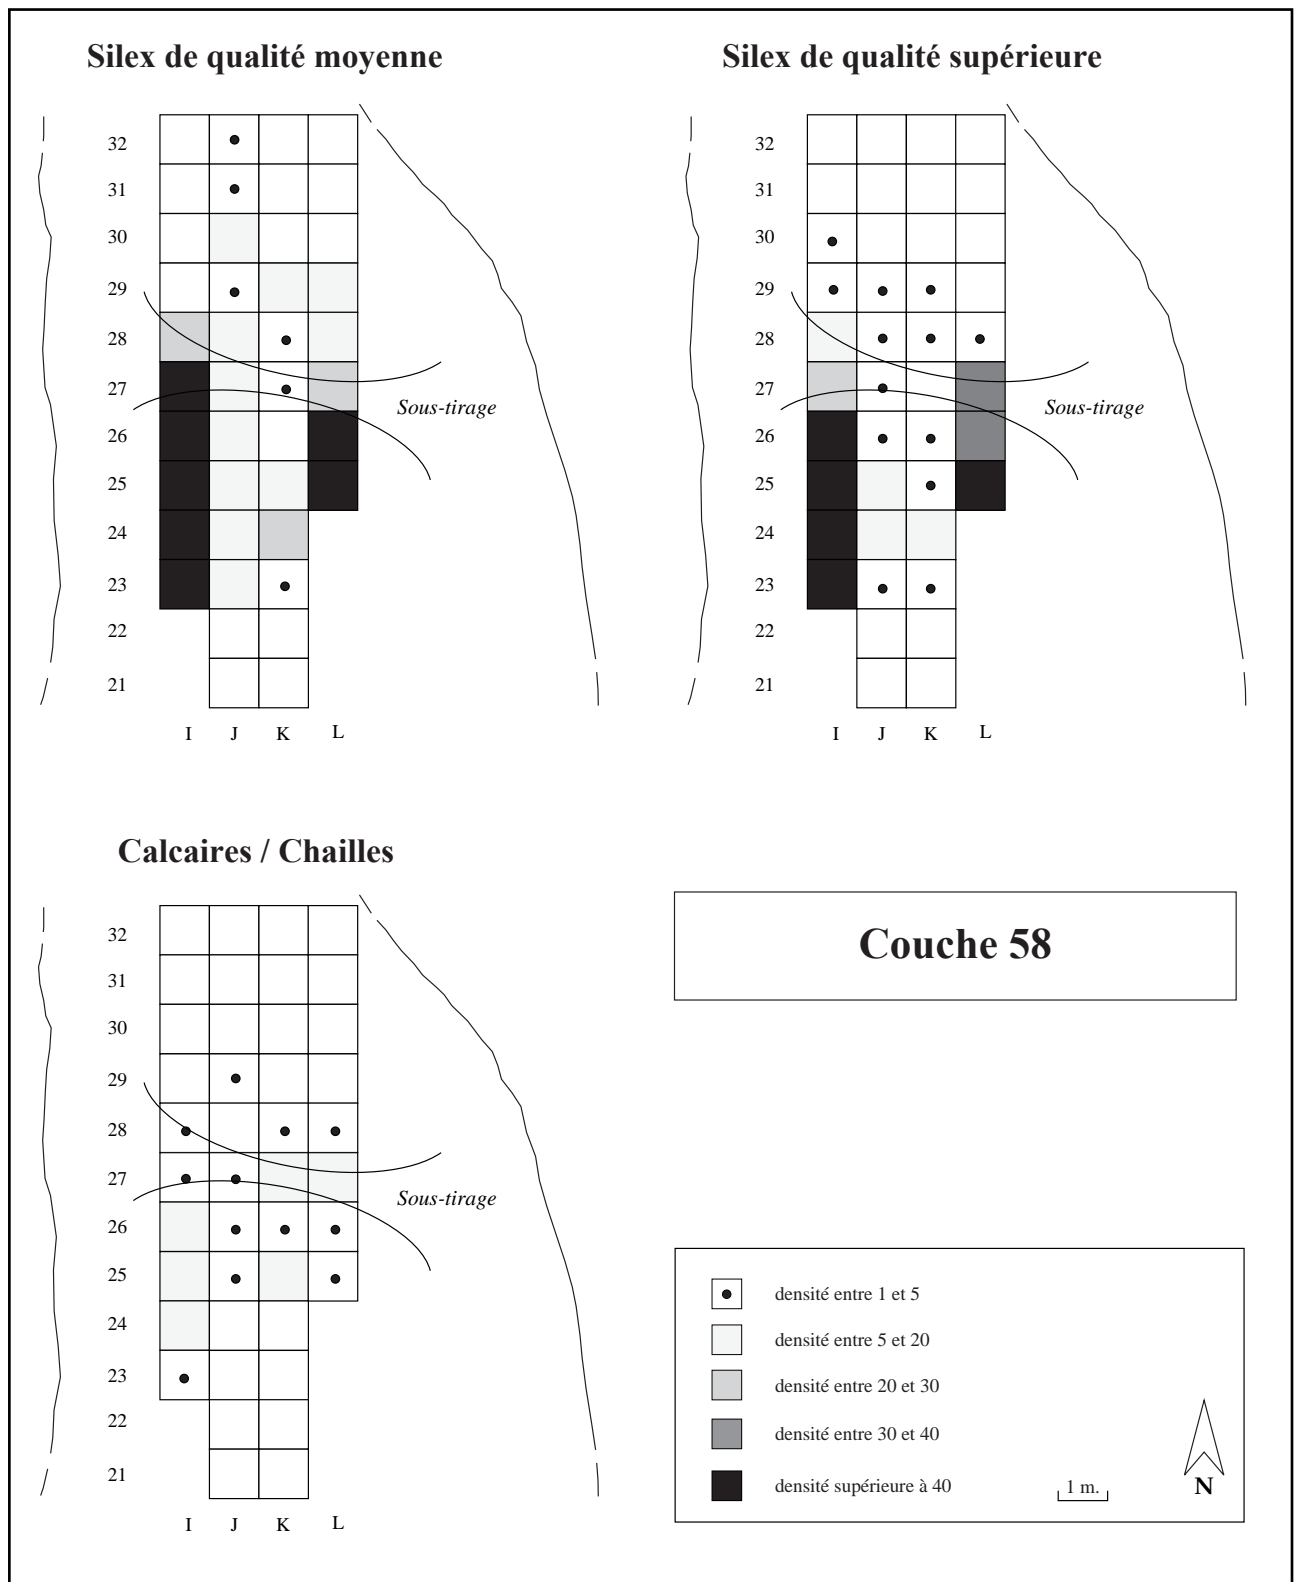 Silex de qualité moyenne
32
31
30
29
28
27
26
25
24
23
22
21
Sous-tirage
I J K L
Silex de qualité supérieure
32
31
30
29
28
27
26
25
24
23
22
21
Sous-tirage
I J K L
Calcaires / Chailles
32
31
30
29
28
27
26
25
24
23
22
21
Sous-tirage
I J K L
Couche 58
densité entre 1 et 5
densité entre 5 et 20
densité entre 20 et 30
densité entre 30 et 40
densité supérieure à 40
1 m.
N